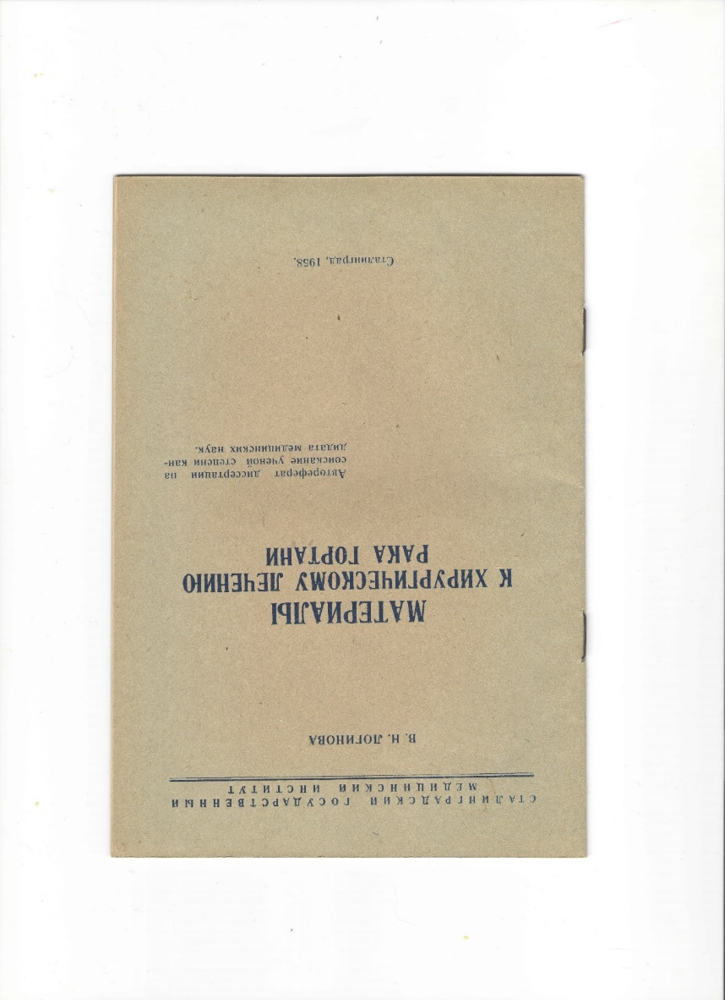 СТАЛИНГРАДСКИЙ ГОСУДАРСТВЕННЫЙ
МЕДИЦИНСКИЙ ИНСТИТУТ
В. Н. ЛОГИНОВА
МАТЕРИАЛЫ
К ХИРУРГИЧЕСКОМУ ЛЕЧЕНИЮ
РАКА ГОРТАНИ
Автореферат диссертации на
соискание ученой степени кан-
дидата медицинских наук.
Сталинград, 1958.